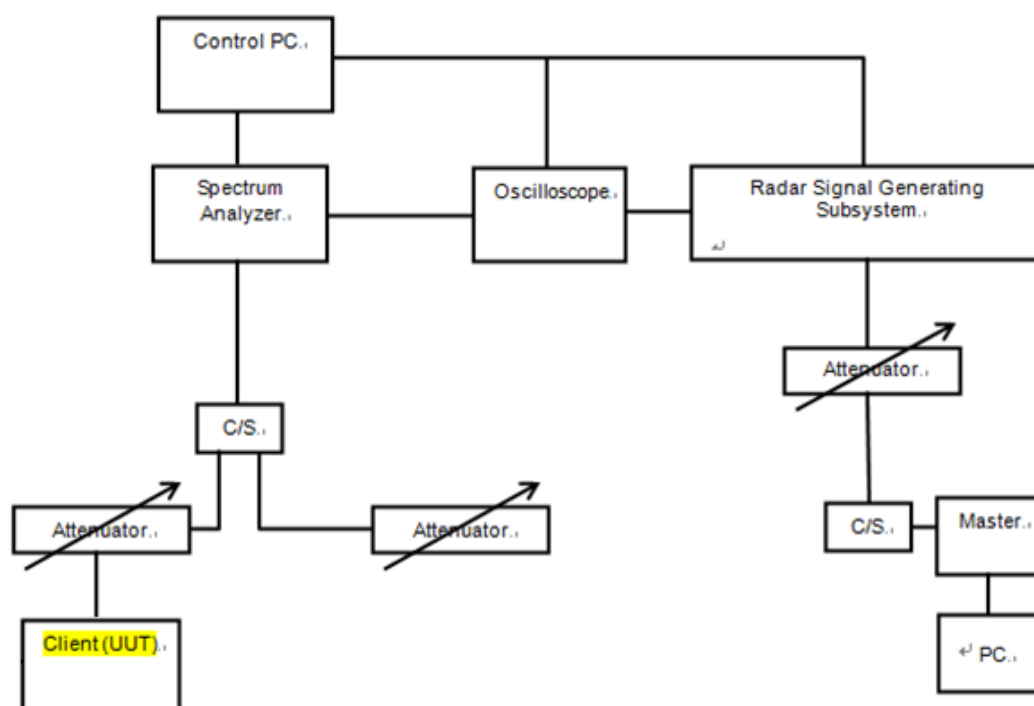 Control PC.
Spectrum
Analyzer.
Oscilloscope.
Radar Signal Generating
Subsystem.
Attenuator.
C/S.
Attenuator.
Attenuator.
C/S.
Master.
Client (UUT).
PC.